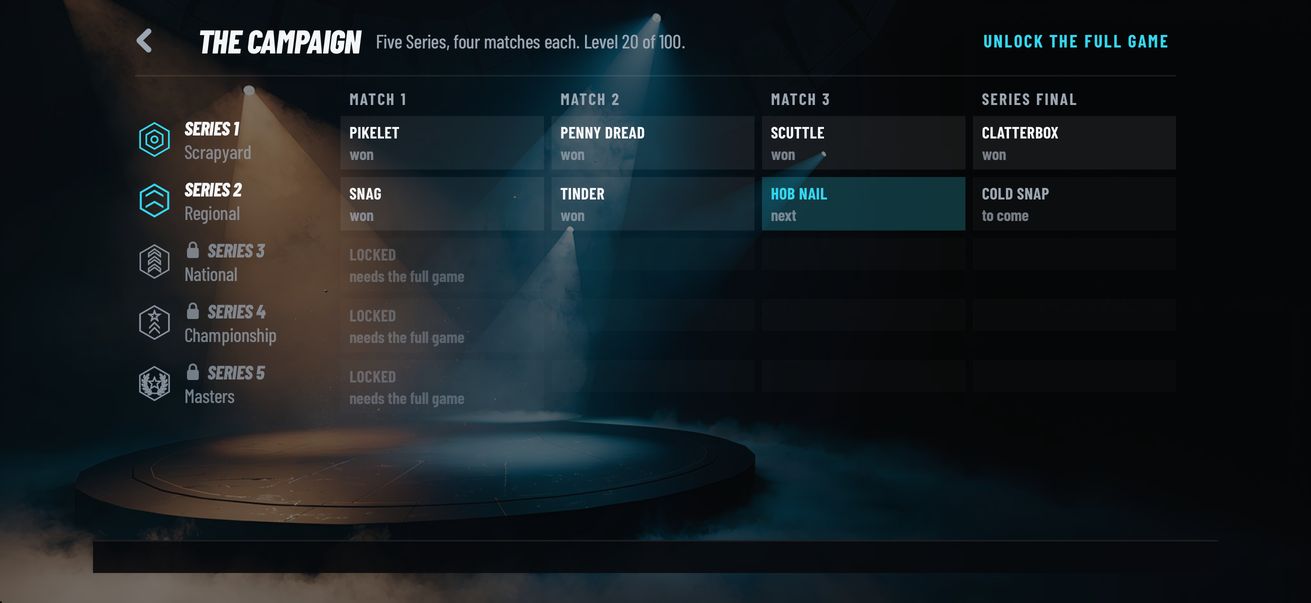 THE CAMPAIGN Five Series, four matches each. Level 20 of 100. UNLOCK THE FULL GAME
MATCH 1 MATCH 2 MATCH 3 SERIES FINAL
SERIES 1 PIKELET PENNY DREAD SCUTTLE CLATTERBOX
Scrapyard won won won won
SERIES 2 SNAG TINDER HOB NAIL COLD SNAP
Regional won won next to come
SERIES 3 LOCKED
National needs the full game
SERIES 4 LOCKED
Championship needs the full game
SERIES 5 LOCKED
Masters needs the full game